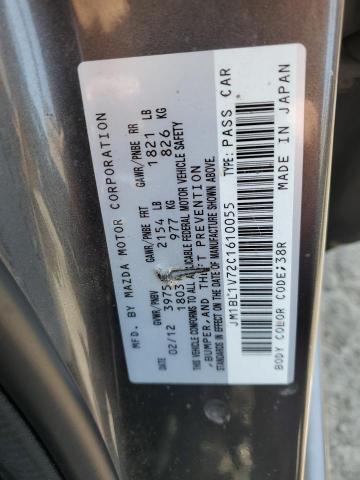 MFD. BY MAZDA MOTOR CORPORATION
DATE GVWR/PNBV GAWR/PNBE FRT GAWR/PNBE RR
02/12 3975 2154 LB 1821 LB
1803 977 KG 826 KG
THIS VEHICLE CONFORMS TO ALL APPLICABLE FEDERAL MOTOR VEHICLE SAFETY
, BUMPER, AND THEFT PREVENTION
STANDARDS IN EFFECT ON THE DATE OF MANUFACTURE SHOWN ABOVE.
JM1BL1V72C1610055 TYPE: PASS CAR
BODY COLOR CODE:38R MADE IN JAPAN